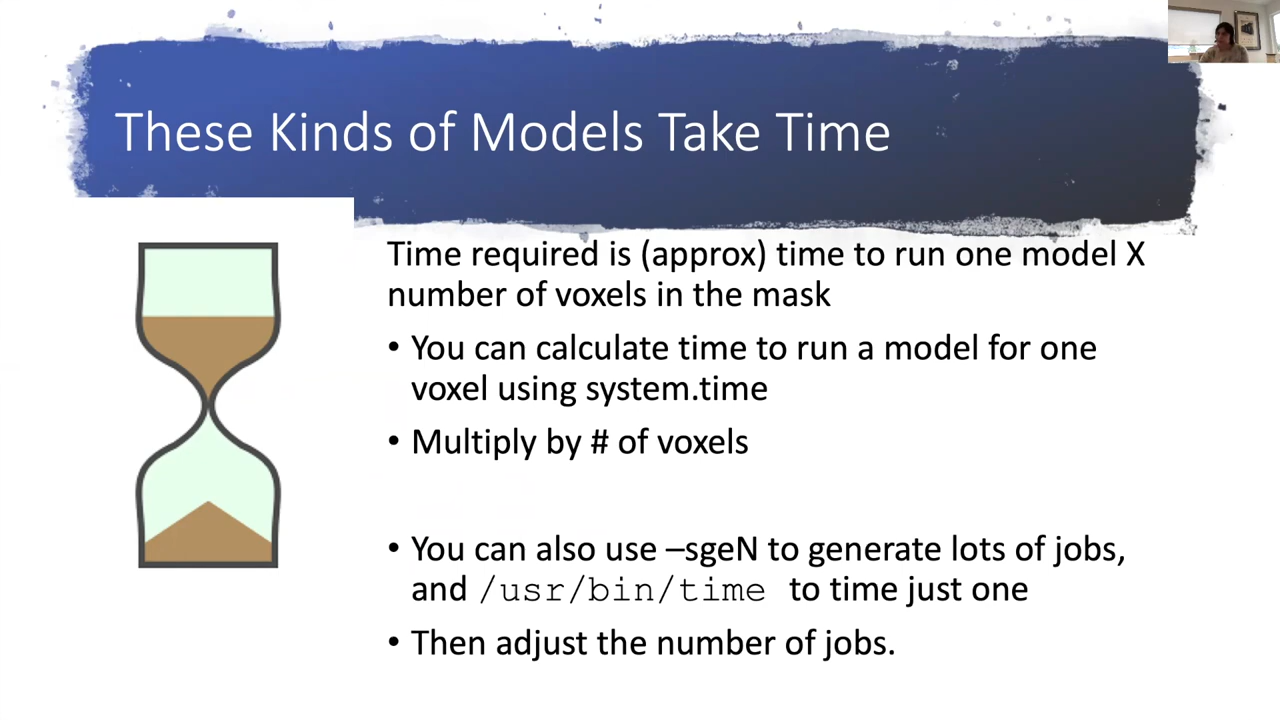 These Kinds of Models Take Time
Time required is (approx) time to run one model X
number of voxels in the mask
• You can calculate time to run a model for one
voxel using system.time
• Multiply by # of voxels
• You can also use –sgeN to generate lots of jobs,
and /usr/bin/time to time just one
• Then adjust the number of jobs.